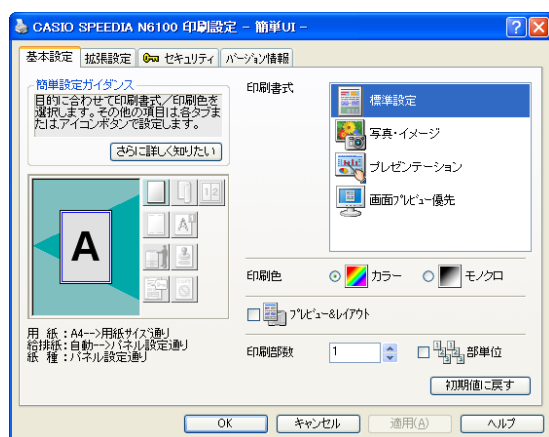 CASIO SPEEDIA N6100 印刷設定 - 簡単UI -
基本設定 拡張設定 セキュリティ バージョン情報
簡単設定ガイダンス
目的に合わせて印刷書式/印刷色を
選択します。その他の項目は各タブま
たはアイコンボタンで設定します。
さらに詳しく知りたい
A
用 紙 : A4-->用紙サイズ通り
給排紙 : 自動-->パネル設定通り
紙 種 : パネル設定通り
印刷書式
標準設定
写真・イメージ
プレゼンテーション
画面プレビュー優先
印刷色 カラー モノクロ
プレビュー&レイアウト
印刷部数 1 部単位
初期値に戻す
OK キャンセル 適用(A) ヘルプ